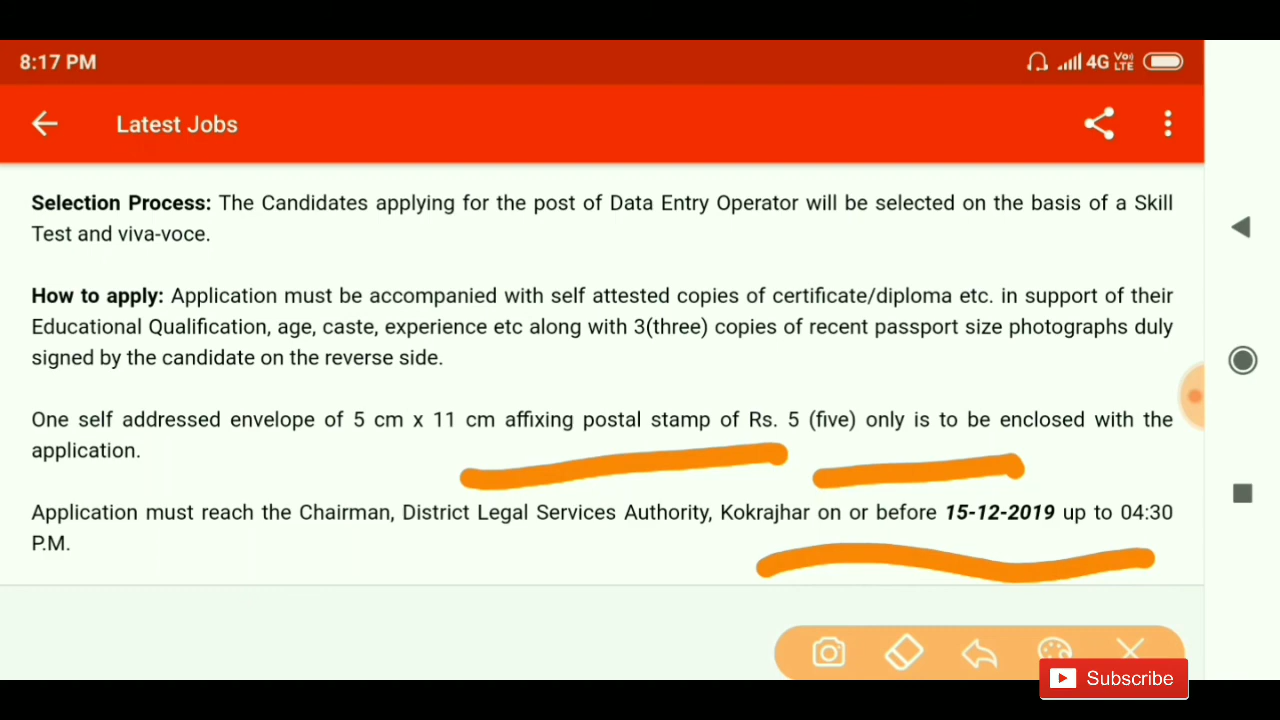 8:17 PM
4G Vo) LTE
Latest Jobs
Selection Process: The Candidates applying for the post of Data Entry Operator will be selected on the basis of a Skill
Test and viva-voce.
How to apply: Application must be accompanied with self attested copies of certificate/diploma etc. in support of their
Educational Qualification, age, caste, experience etc along with 3(three) copies of recent passport size photographs duly
signed by the candidate on the reverse side.
One self addressed envelope of 5 cm x 11 cm affixing postal stamp of Rs. 5 (five) only is to be enclosed with the
application.
Application must reach the Chairman, District Legal Services Authority, Kokrajhar on or before 15-12-2019 up to 04:30
P.M.
Subscribe